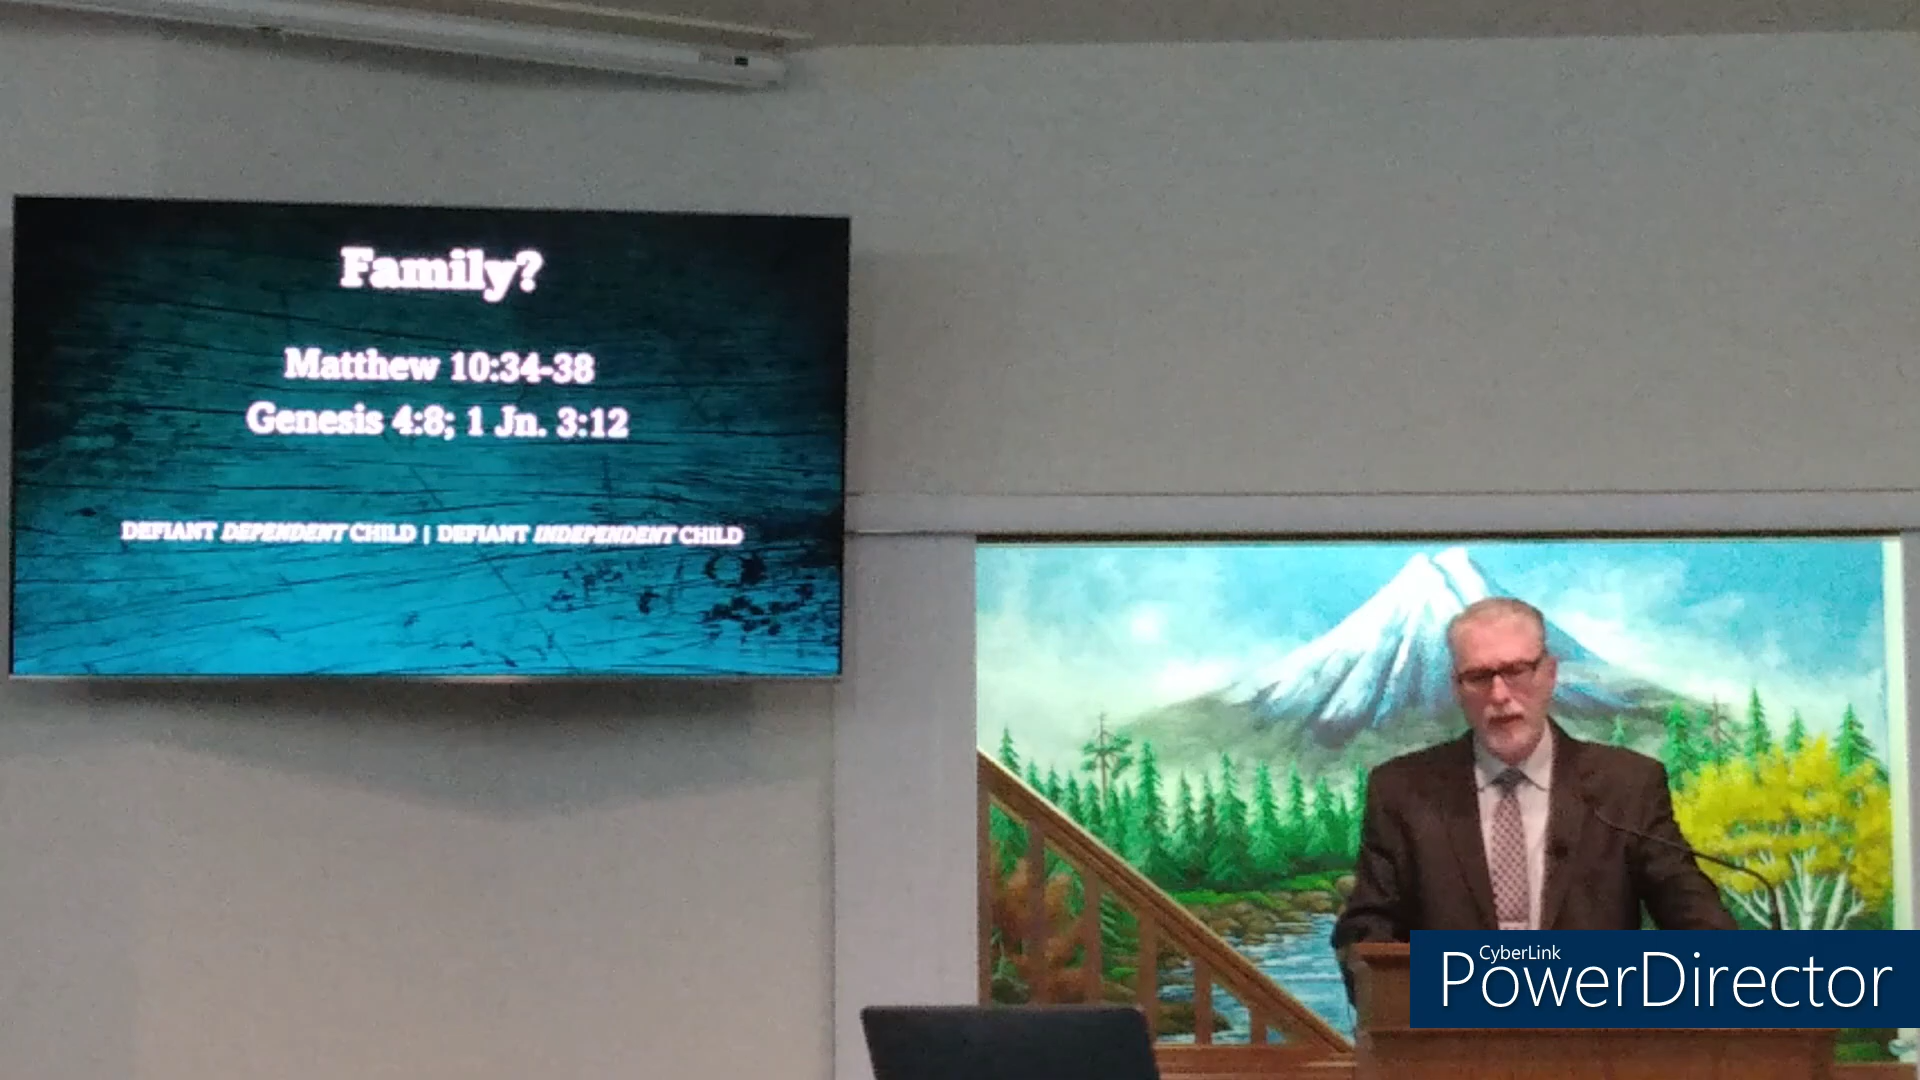 Family?
Matthew 10:34-38
Genesis 4:8; 1 Jn. 3:12
DEFIANT DEPENDENT CHILD | DEFIANT INDEPENDENT CHILD
CyberLink
PowerDirector